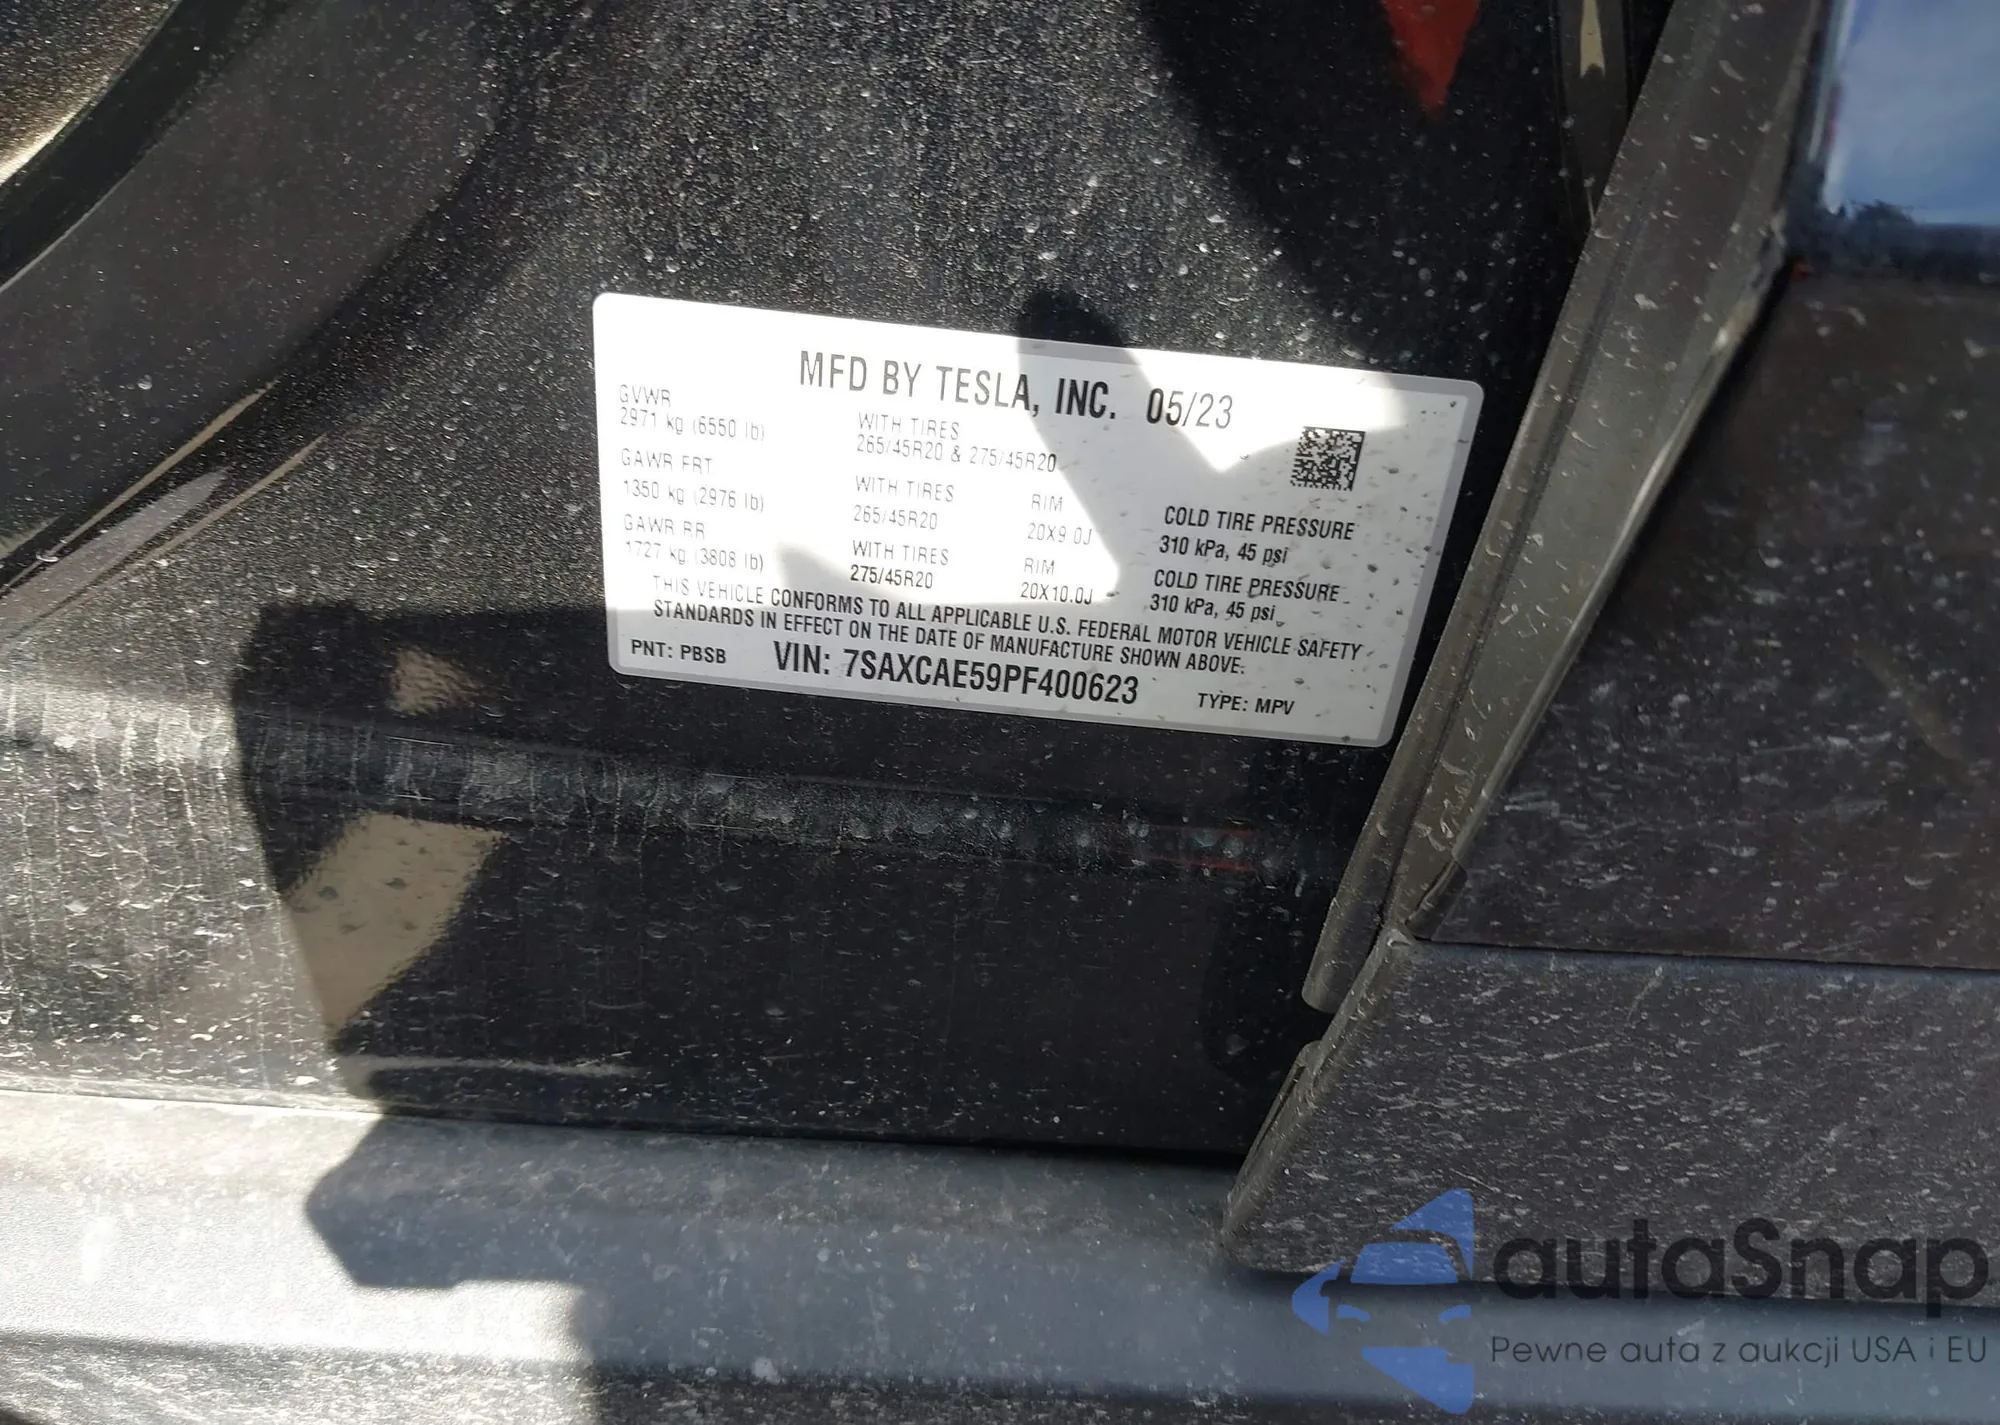 MFD BY TESLA, INC. 05/23
GVWR
2971 kg (6550 lb)
WITH TIRES
265/45R20 & 275/45R20
GAWR FRT
1350 kg (2976 lb)
WITH TIRES
265/45R20
RIM
20X9.0J
COLD TIRE PRESSURE
310 kPa, 45 psi
GAWR RR
1727 kg (3808 lb)
WITH TIRES
275/45R20
RIM
20X10.0J
COLD TIRE PRESSURE
310 kPa, 45 psi
THIS VEHICLE CONFORMS TO ALL APPLICABLE U.S. FEDERAL MOTOR VEHICLE SAFETY
STANDARDS IN EFFECT ON THE DATE OF MANUFACTURE SHOWN ABOVE:
PNT: PBSB VIN: 7SAXCAE59PF400623 TYPE: MPV
autaSnap
Pewne auta z aukcji USA i EU